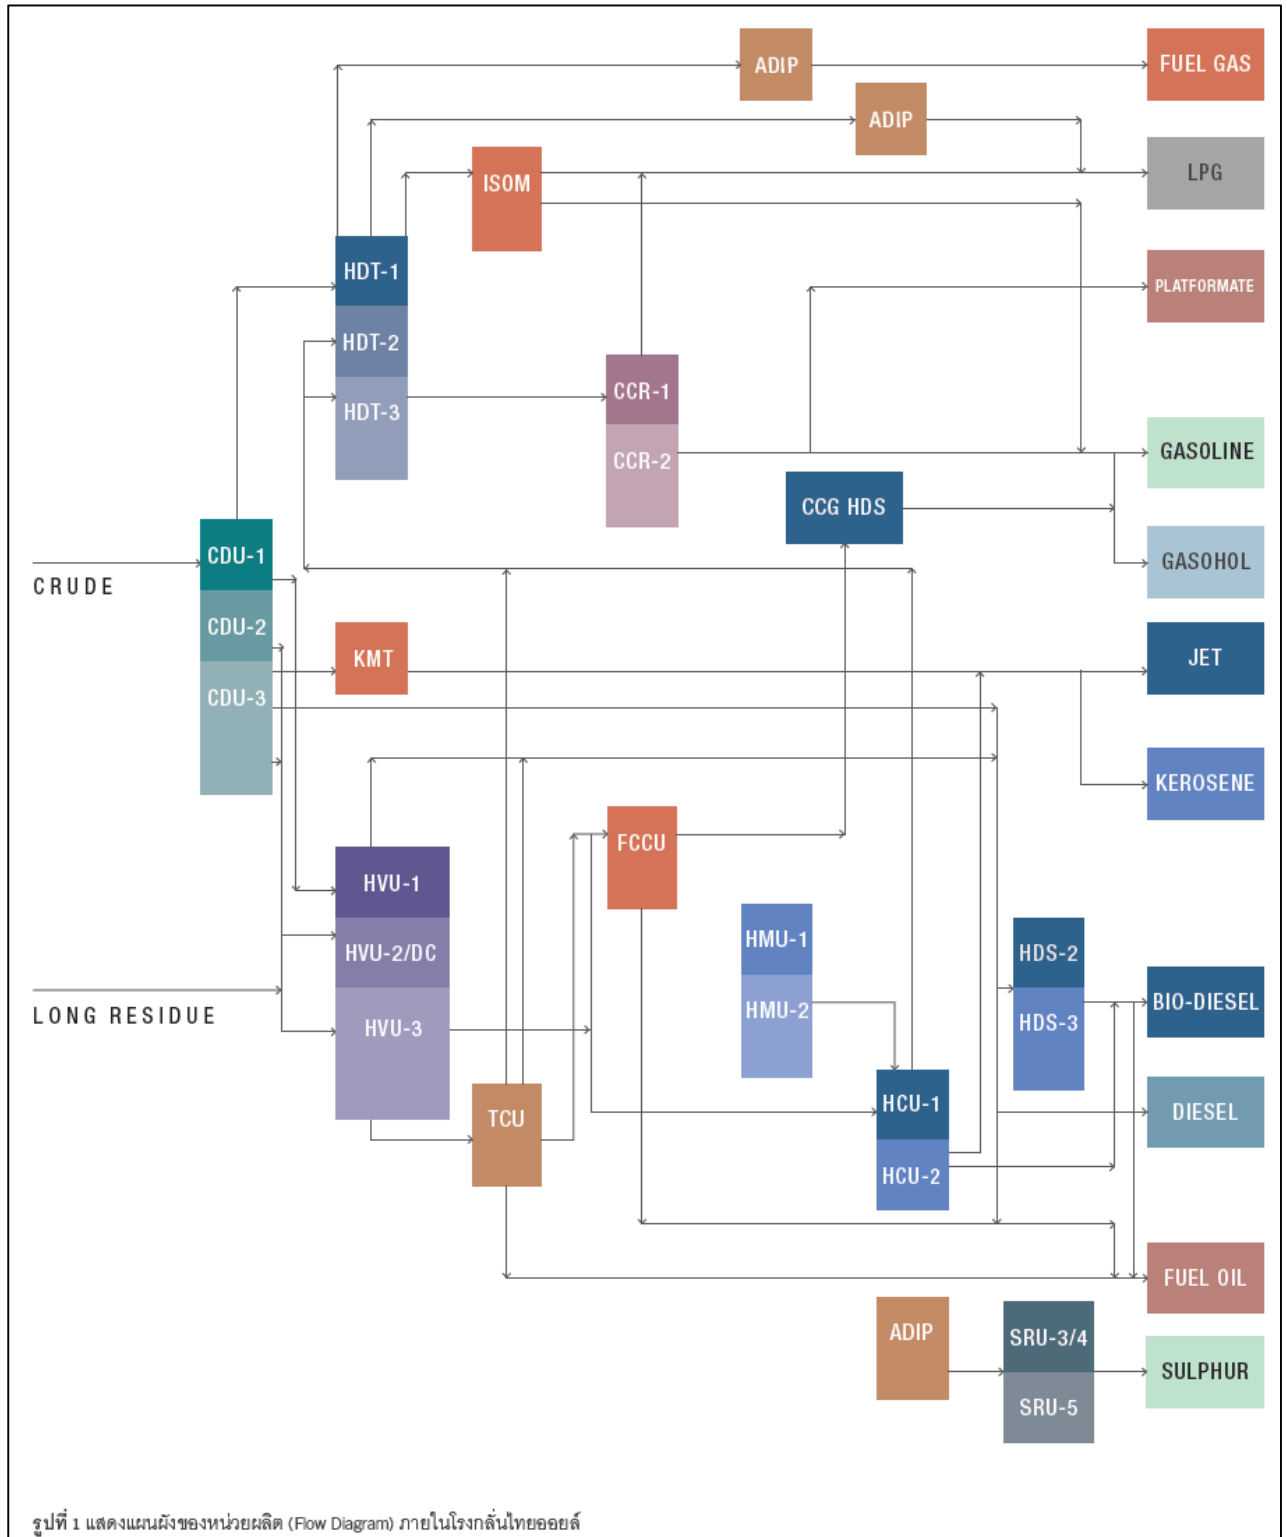 ADIP
FUEL GAS
ADIP
ISOM
LPG
HDT-1
PLATFORMATE
HDT-2
CCR-1
HDT-3
GASOLINE
CCR-2
CCG HDS
CDU-1
GASOHOL
CRUDE
CDU-2
KMT
JET
CDU-3
KEROSENE
FCCU
HVU-1
HMU-1
HVU-2/DC
HDS-2
BIO-DIESEL
LONG RESIDUE
HMU-2
HVU-3
HDS-3
HCU-1
DIESEL
TCU
HCU-2
FUEL OIL
ADIP
SRU-3/4
SULPHUR
SRU-5
รูปที่ 1 แสดงแผนผังของหน่วยผลิต (Flow Diagram) ภายในโรงกลั่นไทยออยล์